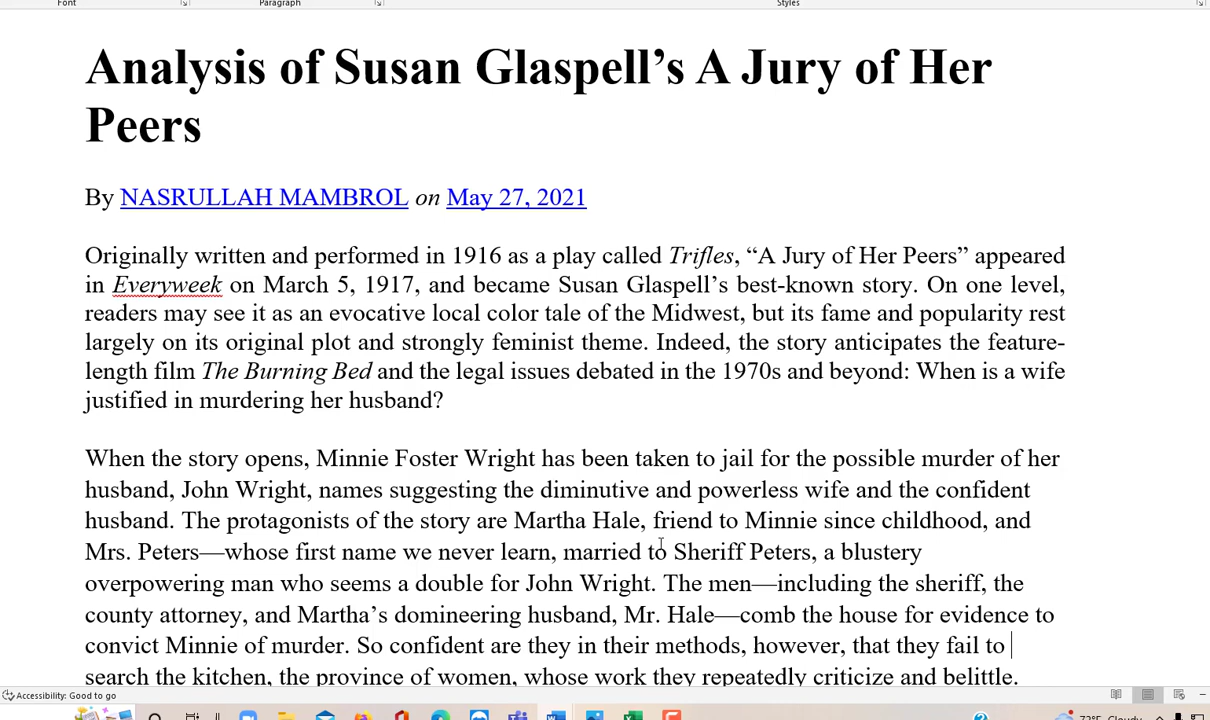 Font Paragraph Styles
Analysis of Susan Glaspell’s A Jury of Her
Peers
By NASRULLAH MAMBROL on May 27, 2021
Originally written and performed in 1916 as a play called Trifles, “A Jury of Her Peers” appeared
in Everyweek on March 5, 1917, and became Susan Glaspell’s best-known story. On one level,
readers may see it as an evocative local color tale of the Midwest, but its fame and popularity rest
largely on its original plot and strongly feminist theme. Indeed, the story anticipates the feature-
length film The Burning Bed and the legal issues debated in the 1970s and beyond: When is a wife
justified in murdering her husband?
When the story opens, Minnie Foster Wright has been taken to jail for the possible murder of her
husband, John Wright, names suggesting the diminutive and powerless wife and the confident
husband. The protagonists of the story are Martha Hale, friend to Minnie since childhood, and
Mrs. Peters—whose first name we never learn, married to Sheriff Peters, a blustery
overpowering man who seems a double for John Wright. The men—including the sheriff, the
county attorney, and Martha’s domineering husband, Mr. Hale—comb the house for evidence to
convict Minnie of murder. So confident are they in their methods, however, that they fail to
search the kitchen, the province of women, whose work they repeatedly criticize and belittle.
Accessibility: Good to go
72°F Cloudy